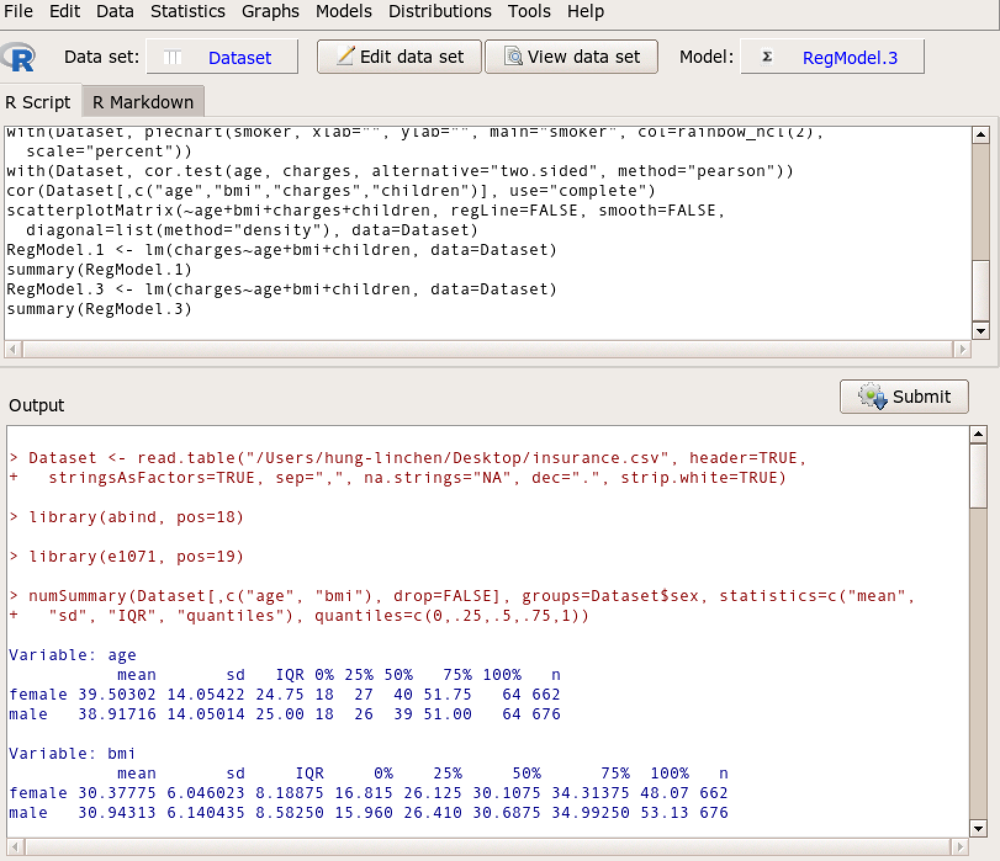 File Edit Data Statistics Graphs Models Distributions Tools Help
R Data set: Dataset Edit data set View data set Model: Σ RegModel.3
R Script R Markdown
with(Dataset, piechart(smoker, xlab="", ylab="", main="smoker", col=rainbow_hcl(2),
  scale="percent"))
with(Dataset, cor.test(age, charges, alternative="two.sided", method="pearson"))
cor(Dataset[,c("age","bmi","charges","children")], use="complete")
scatterplotMatrix(~age+bmi+charges+children, regLine=FALSE, smooth=FALSE,
  diagonal=list(method="density"), data=Dataset)
RegModel.1 <- lm(charges~age+bmi+children, data=Dataset)
summary(RegModel.1)
RegModel.3 <- lm(charges~age+bmi+children, data=Dataset)
summary(RegModel.3)
Output Submit
> Dataset <- read.table("/Users/hung-linchen/Desktop/insurance.csv", header=TRUE,
+   stringsAsFactors=TRUE, sep=",", na.strings="NA", dec=".", strip.white=TRUE)
> library(abind, pos=18)
> library(e1071, pos=19)
> numSummary(Dataset[,c("age", "bmi"), drop=FALSE], groups=Dataset$sex, statistics=c("mean",
+   "sd", "IQR", "quantiles"), quantiles=c(0,.25,.5,.75,1))
Variable: age
           mean       sd   IQR 0% 25% 50%   75% 100%   n
female 39.50302 14.05422 24.75 18  27  40 51.75   64 662
male   38.91716 14.05014 25.00 18  26  39 51.00   64 676
Variable: bmi
           mean       sd     IQR     0%    25%     50%      75%  100%   n
female 30.37775 6.046023 8.18875 16.815 26.125 30.1075 34.31375 48.07 662
male   30.94313 6.140435 8.58250 15.960 26.410 30.6875 34.99250 53.13 676